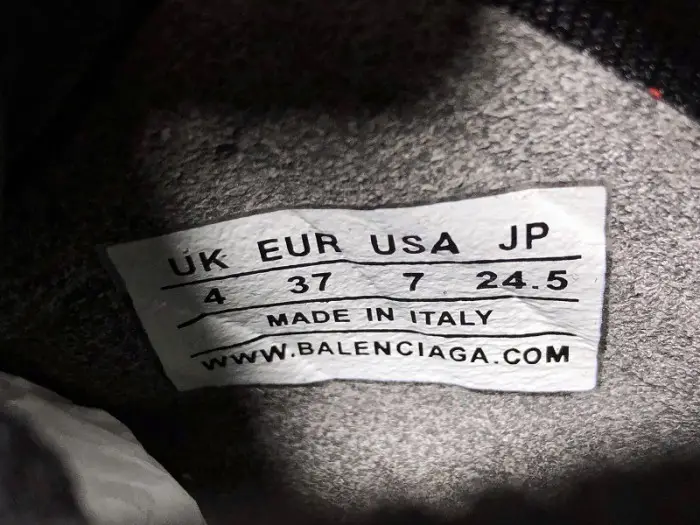 UK EUR USA JP
4 37 7 24.5
MADE IN ITALY
WWW.BALENCIAGA.COM